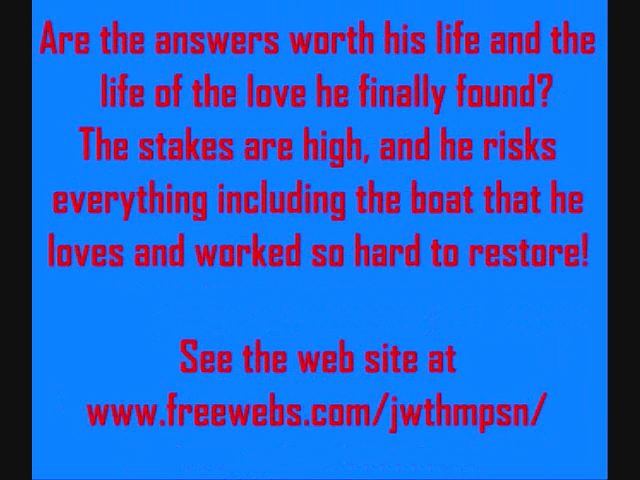 Are the answers worth his life and the
life of the love he finally found?
The stakes are high, and he risks
everything including the boat that he
loves and worked so hard to restore!
See the web site at
www.freewebs.com/jwthmpsn/